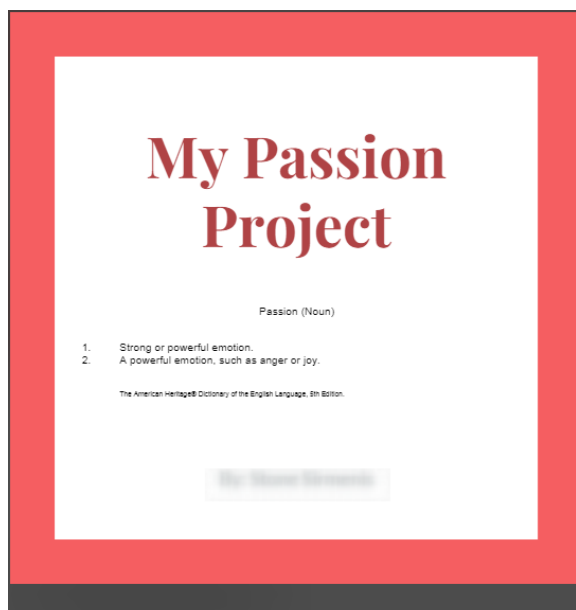 My Passion
Project
Passion (Noun)
1. Strong or powerful emotion.
2. A powerful emotion, such as anger or joy.
The American Heritage® Dictionary of the English Language, 5th Edition.